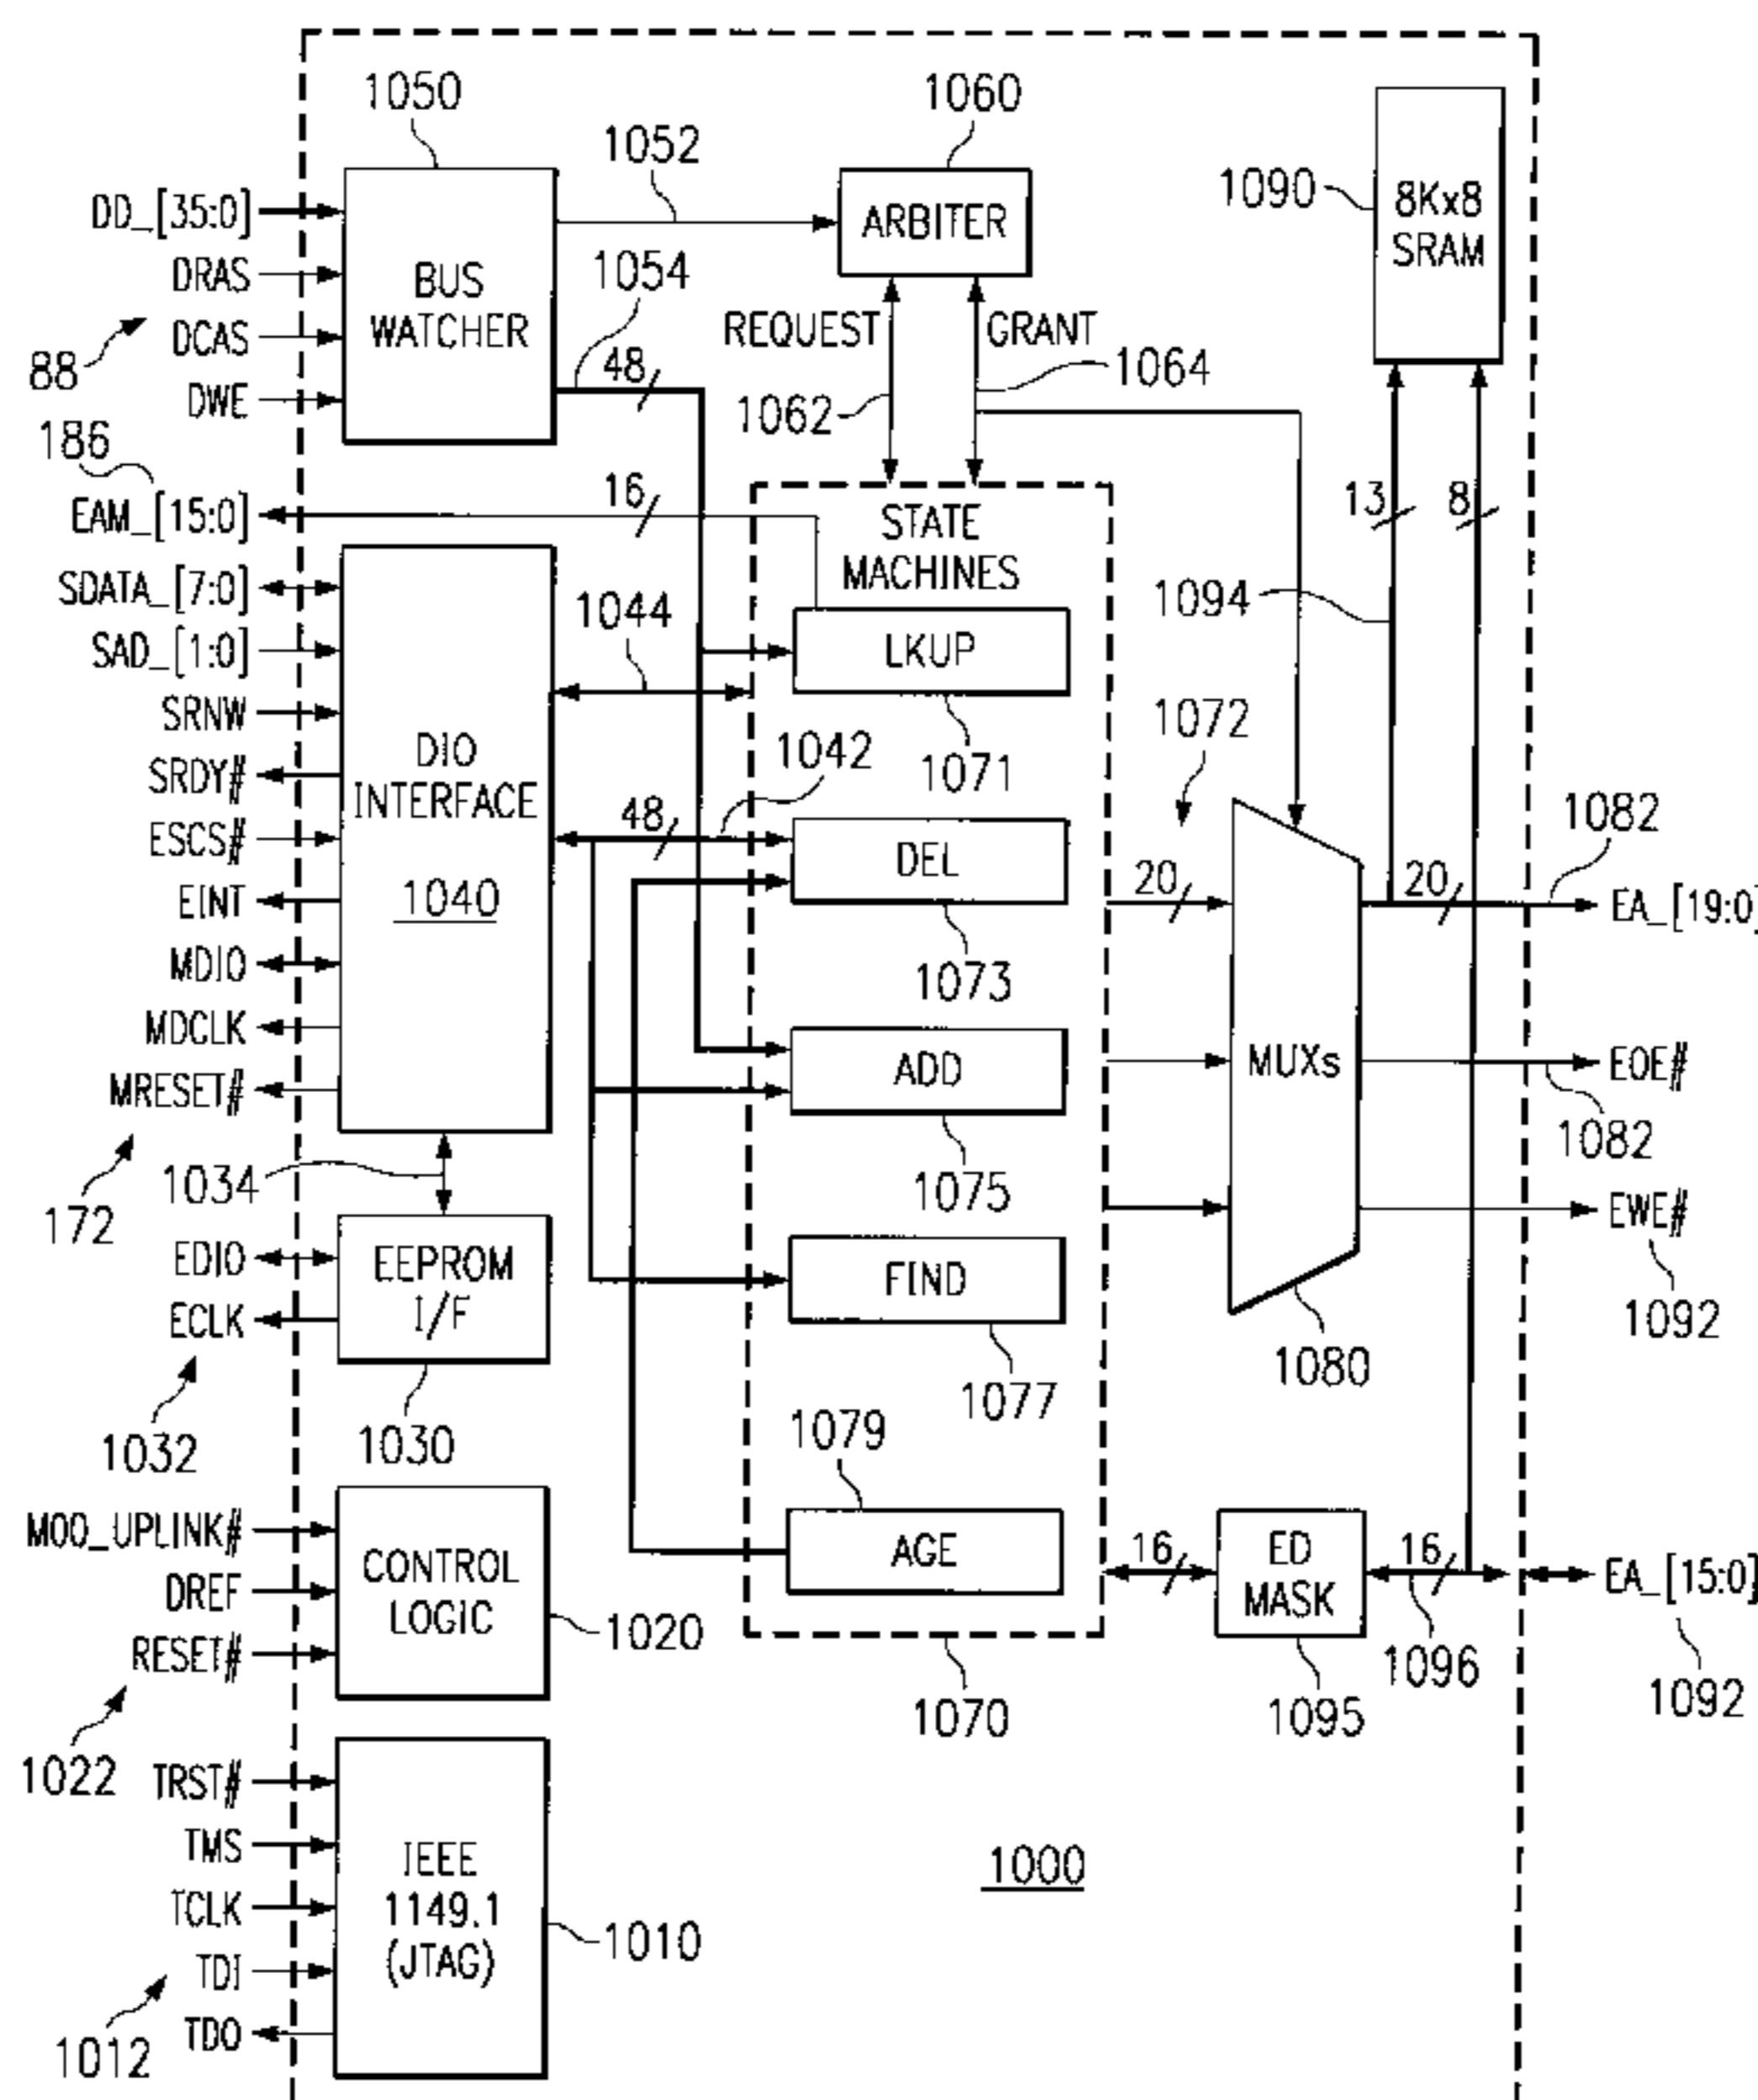 1050
1060
1052
1090
8Kx8
SRAM
DD_[35:0]
DRAS
DCAS
DWE
88
BUS
WATCHER
ARBITER
1054
REQUEST
GRANT
1064
48
1062
186
EAM_[15:0]
16
STATE
MACHINES
13
8
SDATA_[7:0]
SAD_[1:0]
SRNW
SRDY#
ESCS#
EINT
MDIO
MDCLK
MRESET#
172
DIO
INTERFACE
1040
1044
LKUP
1071
1094
1072
1042
48
DEL
1073
20
20
1082
EA_[19:0]
ADD
1075
MUXs
EOE#
1082
1034
EDIO
ECLK
1032
EEPROM
I/F
1030
FIND
1077
EWE#
1092
1080
1079
AGE
1070
16
ED
MASK
1095
16
1096
EA_[15:0]
1092
M00_UPLINK#
DREF
RESET#
1022
CONTROL
LOGIC
1020
TRST#
TMS
TCLK
TDI
TDO
1012
IEEE
1149.1
(JTAG)
1010
1000